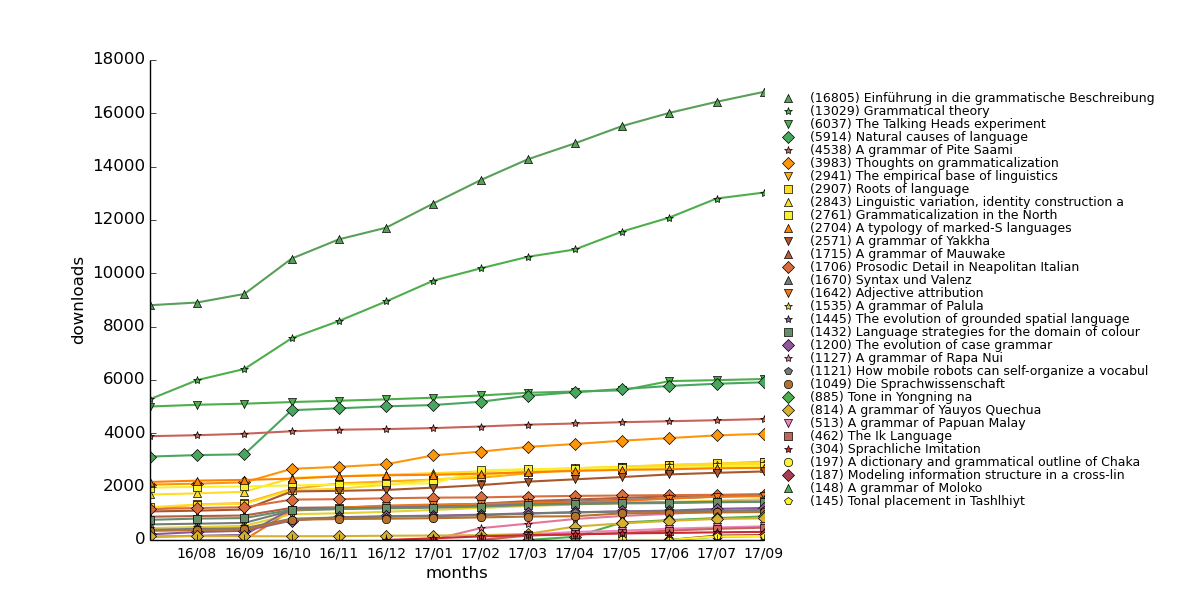 18000
16000
14000
12000
10000
8000
6000
4000
2000
0
downloads
16/08 16/09 16/10 16/11 16/12 17/01 17/02 17/03 17/04 17/05 17/06 17/07 17/09
months
(16805) Einführung in die grammatische Beschreibung
(13029) Grammatical theory
(6037) The Talking Heads experiment
(5914) Natural causes of language
(4538) A grammar of Pite Saami
(3983) Thoughts on grammaticalization
(2941) The empirical base of linguistics
(2907) Roots of language
(2843) Linguistic variation, identity construction a
(2761) Grammaticalization in the North
(2704) A typology of marked-S languages
(2571) A grammar of Yakkha
(1715) A grammar of Mauwake
(1706) Prosodic Detail in Neapolitan Italian
(1670) Syntax und Valenz
(1642) Adjective attribution
(1535) A grammar of Palula
(1445) The evolution of grounded spatial language
(1432) Language strategies for the domain of colour
(1200) The evolution of case grammar
(1127) A grammar of Rapa Nui
(1121) How mobile robots can self-organize a vocabul
(1049) Die Sprachwissenschaft
(885) Tone in Yongning na
(814) A grammar of Yauyos Quechua
(513) A grammar of Papuan Malay
(462) The Ik Language
(304) Sprachliche Imitation
(197) A dictionary and grammatical outline of Chaka
(187) Modeling information structure in a cross-lin
(148) A grammar of Moloko
(145) Tonal placement in Tashlhiyt